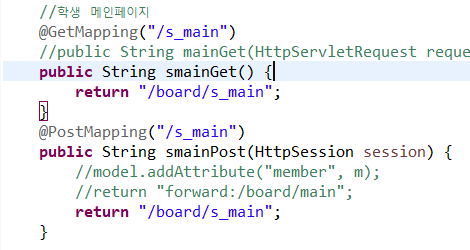 //학생 메인페이지
@GetMapping("/s_main")
//public String mainGet(HttpServletRequest reque
public String smainGet() {
return "/board/s_main";
}
@PostMapping("/s_main")
public String smainPost(HttpSession session) {
//model.addAttribute("member", m);
//return "forward:/board/main";
return "/board/s_main";
}